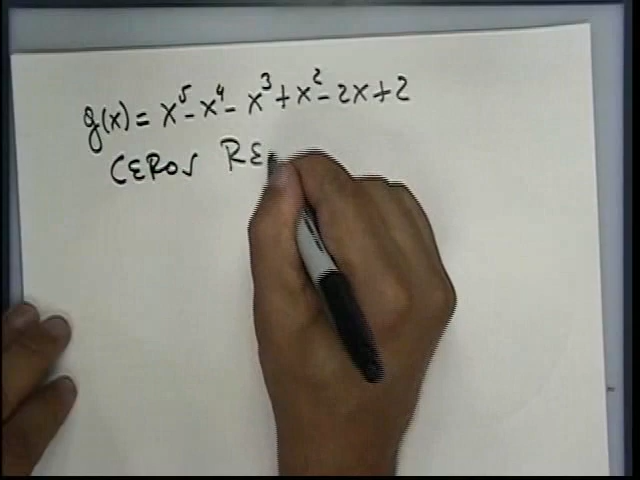 g(x) = x⁵ - x⁴ - x³ + x² - 2x + 2
CEROS RE